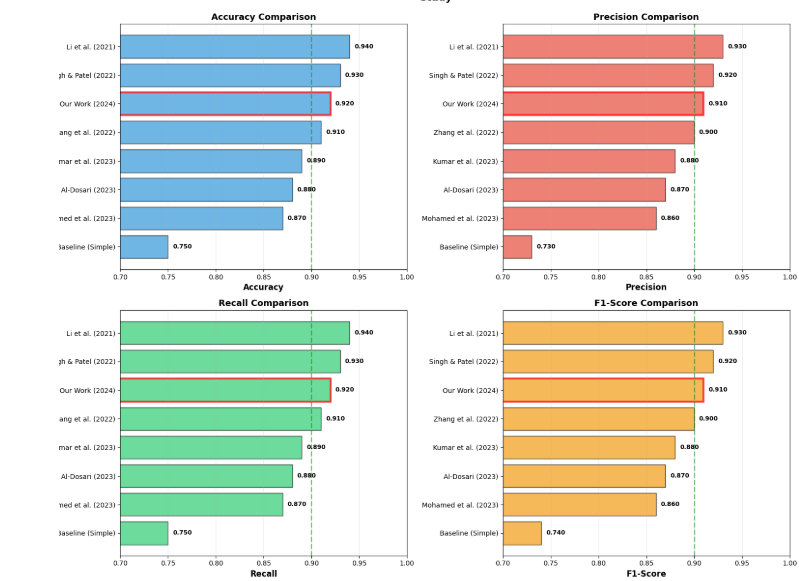 Study
Accuracy Comparison
Li et al. (2021)
0.940
gh & Patel (2022)
0.930
Our Work (2024)
0.920
ang et al. (2022)
0.910
mar et al. (2023)
0.890
Al-Dosari (2023)
0.880
med et al. (2023)
0.870
Baseline (Simple)
0.750
0.70 0.75 0.80 0.85 0.90 0.95 1.00
Accuracy
Precision Comparison
Li et al. (2021)
0.930
Singh & Patel (2022)
0.920
Our Work (2024)
0.910
Zhang et al. (2022)
0.900
Kumar et al. (2023)
0.880
Al-Dosari (2023)
0.870
Mohamed et al. (2023)
0.860
Baseline (Simple)
0.730
0.70 0.75 0.80 0.85 0.90 0.95 1.00
Precision
Recall Comparison
Li et al. (2021)
0.940
gh & Patel (2022)
0.930
Our Work (2024)
0.920
ang et al. (2022)
0.910
mar et al. (2023)
0.890
Al-Dosari (2023)
0.880
med et al. (2023)
0.870
Baseline (Simple)
0.750
0.70 0.75 0.80 0.85 0.90 0.95 1.00
Recall
F1-Score Comparison
Li et al. (2021)
0.930
Singh & Patel (2022)
0.920
Our Work (2024)
0.910
Zhang et al. (2022)
0.900
Kumar et al. (2023)
0.880
Al-Dosari (2023)
0.870
Mohamed et al. (2023)
0.860
Baseline (Simple)
0.740
0.70 0.75 0.80 0.85 0.90 0.95 1.00
F1-Score